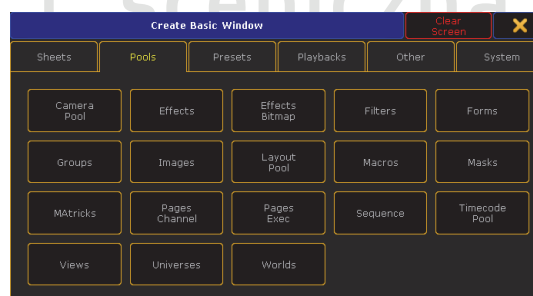 Create Basic Window
Clear
Screen
Sheets Pools Presets Playbacks Other System
Camera
Pool
Effects
Effects
Bitmap
Filters
Forms
Groups
Images
Layout
Pool
Macros
Masks
MAtricks
Pages
Channel
Pages
Exec
Sequence
Timecode
Pool
Views
Universes
Worlds